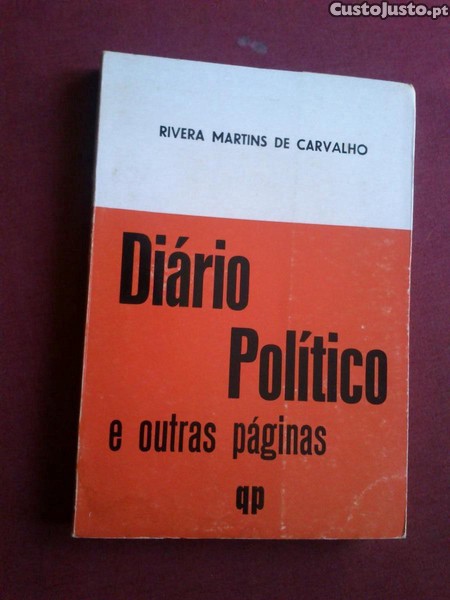 CustoJusto.pt
RIVERA MARTINS DE CARVALHO
Diário
Político
e outras páginas
qp